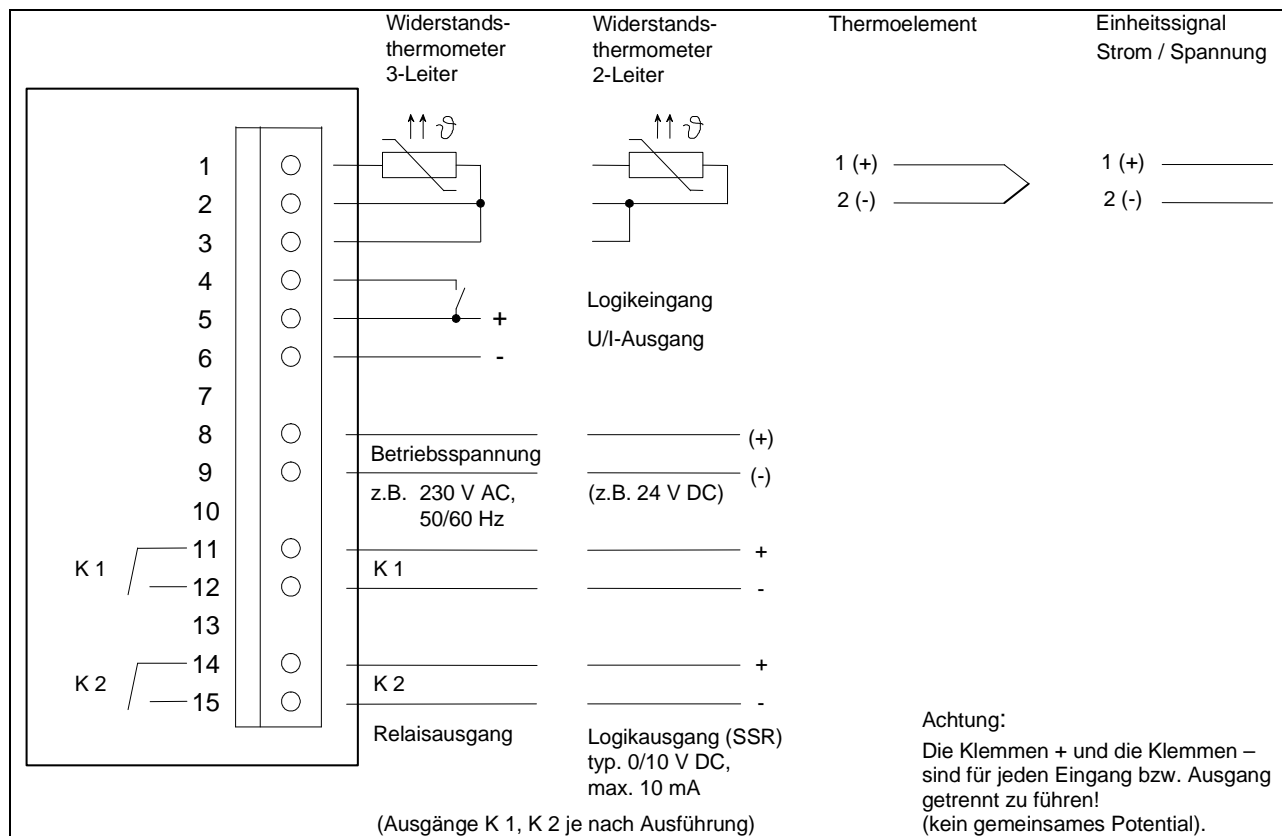 Widerstands-
thermometer
3-Leiter
Widerstands-
thermometer
2-Leiter
Thermoelement
Einheitssignal
Strom / Spannung
ϑ
ϑ
1
1 (+)
1 (+)
2
2 (-)
2 (-)
3
4
Logikeingang
5
+
U/I-Ausgang
6
-
7
8
(+)
Betriebsspannung
9
(-)
z.B. 230 V AC,
50/60 Hz
(z.B. 24 V DC)
10
11
+
K 1
K 1
12
-
13
14
+
K 2
K 2
15
-
Relaisausgang
Logikausgang (SSR)
typ. 0/10 V DC,
max. 10 mA
(Ausgänge K 1, K 2 je nach Ausführung)
Achtung:
Die Klemmen + und die Klemmen –
sind für jeden Eingang bzw. Ausgang
getrennt zu führen!
(kein gemeinsames Potential).